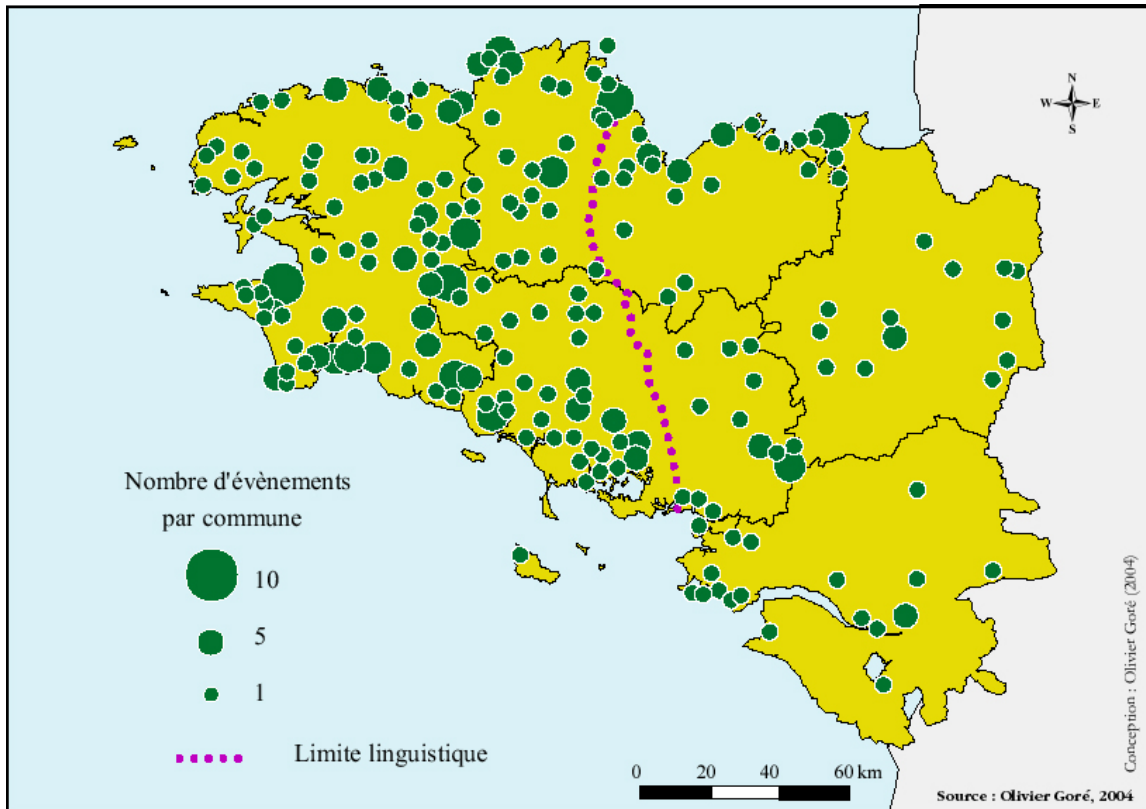 N
W E
S
Nombre d'évènements
par commune
10
5
1
Limite linguistique
0 20 40 60 km
Conception : Olivier Goré (2004)
Source : Olivier Goré, 2004